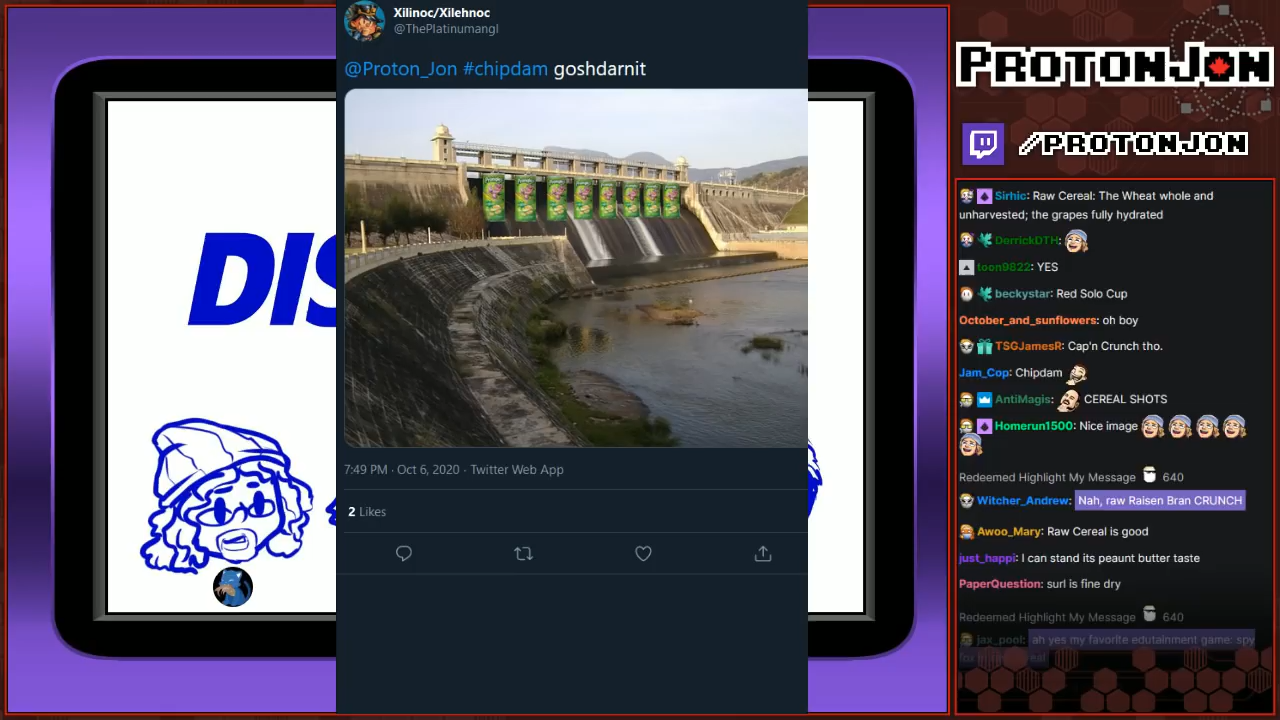 Xilinoc/Xilehnoc
@ThePlatinumangl
@Proton_Jon #chipdam goshdarnit
7:49 PM · Oct 6, 2020 · Twitter Web App
2 Likes
DIS
PROTONJON
/PROTONJON
Sirhic: Raw Cereal: The Wheat whole and
unharvested; the grapes fully hydrated
DerrickDTH:
toon9822: YES
beckystar: Red Solo Cup
October_and_sunflowers: oh boy
TSGJamesR: Cap'n Crunch tho.
Jam_Cop: Chipdam
AntiMagis: CEREAL SHOTS
Homerun1500: Nice image
Redeemed Highlight My Message 640
Witcher_Andrew: Nah, raw Raisen Bran CRUNCH
Awoo_Mary: Raw Cereal is good
just_happi: I can stand its peaunt butter taste
PaperQuestion: surl is fine dry
Redeemed Highlight My Message 640
jax_pool: ah yes my favorite edutainment game: spy